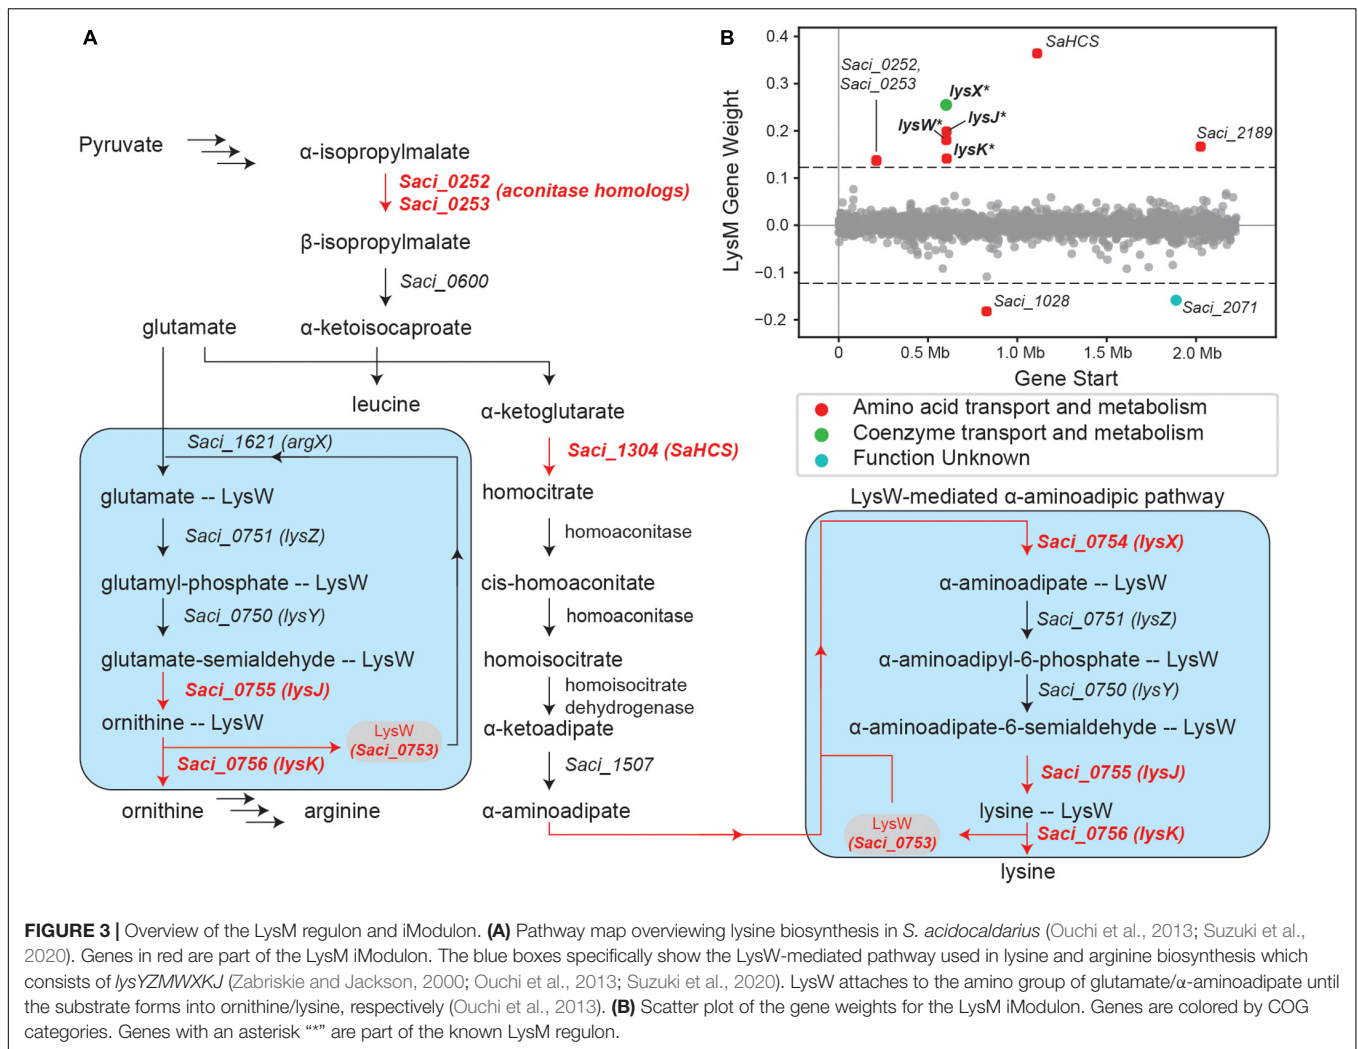 A
Pyruvate
α-isopropylmalate
Saci_0252
Saci_0253
(aconitase homologs)
β-isopropylmalate
Saci_0600
glutamate
α-ketoisocaproate
leucine
α-ketoglutarate
Saci_1621 (argX)
Saci_1304 (SaHCS)
glutamate -- LysW
homocitrate
Saci_0751 (lysZ)
homoaconitase
glutamyl-phosphate -- LysW
cis-homoaconitate
Saci_0750 (lysY)
homoaconitase
glutamate-semialdehyde -- LysW
homoisocitrate
Saci_0755 (lysJ)
homoisocitrate
dehydrogenase
ornithine -- LysW
α-ketoadipate
LysW
(Saci_0753)
Saci_0756 (lysK)
Saci_1507
ornithine
arginine
α-aminoadipate
B
LysM Gene Weight
0.4
0.3
0.2
0.1
0.0
−0.1
−0.2
SaHCS
Saci_0252,
Saci_0253
lysX*
lysJ*
lysW*
lysK*
Saci_2189
Saci_1028
Saci_2071
0
0.5 Mb
1.0 Mb
1.5 Mb
2.0 Mb
Gene Start
Amino acid transport and metabolism
Coenzyme transport and metabolism
Function Unknown
LysW-mediated α-aminoadipic pathway
Saci_0754 (lysX)
α-aminoadipate -- LysW
Saci_0751 (lysZ)
α-aminoadipyl-6-phosphate -- LysW
Saci_0750 (lysY)
α-aminoadipate-6-semialdehyde -- LysW
Saci_0755 (lysJ)
lysine -- LysW
LysW
(Saci_0753)
Saci_0756 (lysK)
lysine
FIGURE 3 | Overview of the LysM regulon and iModulon. (A) Pathway map overviewing lysine biosynthesis in S. acidocaldarius (Ouchi et al., 2013; Suzuki et al.,
2020). Genes in red are part of the LysM iModulon. The blue boxes specifically show the LysW-mediated pathway used in lysine and arginine biosynthesis which
consists of lysYZMWXKJ (Zabriskie and Jackson, 2000; Ouchi et al., 2013; Suzuki et al., 2020). LysW attaches to the amino group of glutamate/α-aminoadipate until
the substrate forms into ornithine/lysine, respectively (Ouchi et al., 2013). (B) Scatter plot of the gene weights for the LysM iModulon. Genes are colored by COG
categories. Genes with an asterisk “*” are part of the known LysM regulon.